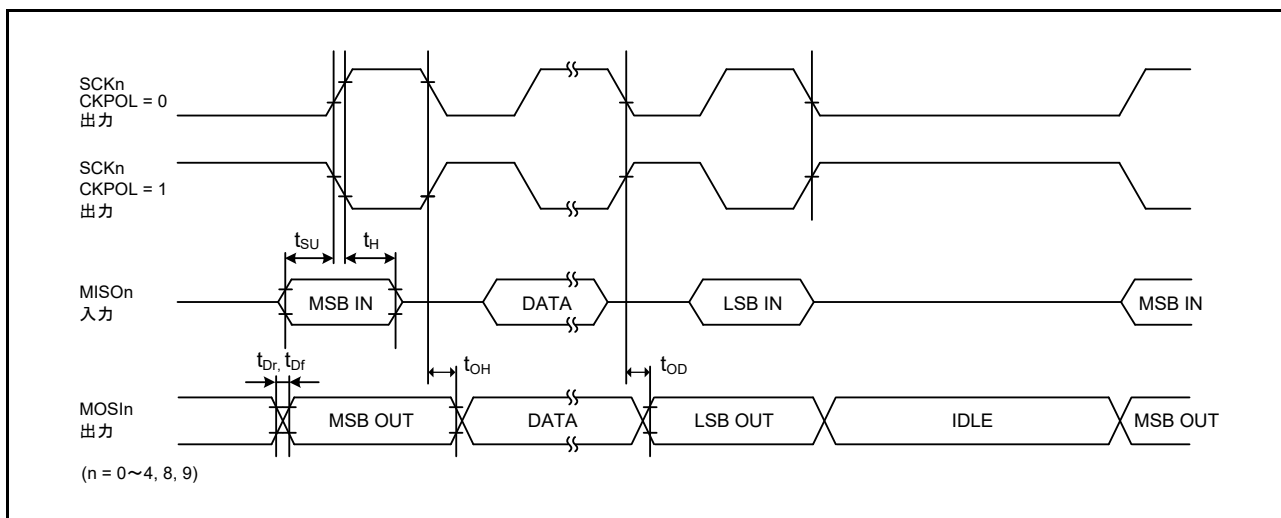 SCKn
CKPOL = 0
出力
SCKn
CKPOL = 1
出力
tSU
tH
MISOn
入力
MSB IN
DATA
LSB IN
MSB IN
tDr, tDf
tOH
tOD
MOSIn
出力
MSB OUT
DATA
LSB OUT
IDLE
MSB OUT
(n = 0～4, 8, 9)